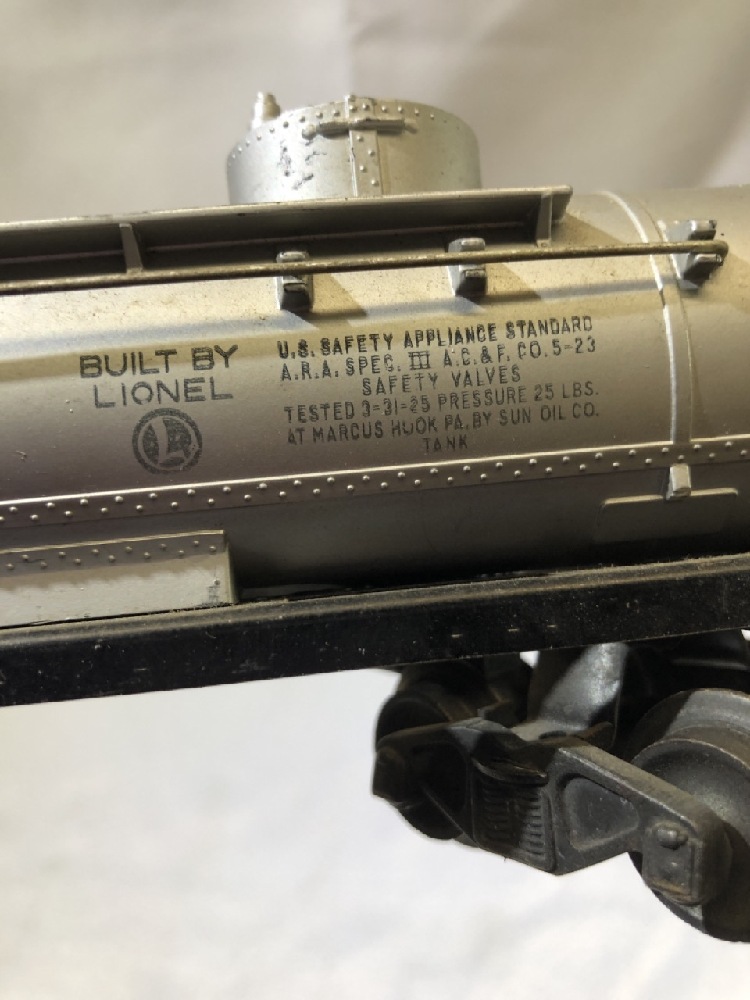 BUILT BY
LIONEL
L
U.S. SAFETY APPLIANCE STANDARD
A.R.A. SPEC. III A.C.& F. CO. 5-23
SAFETY VALVES
TESTED 3-31-25 PRESSURE 25 LBS.
AT MARCUS HOOK PA. BY SUN OIL CO.
TANK